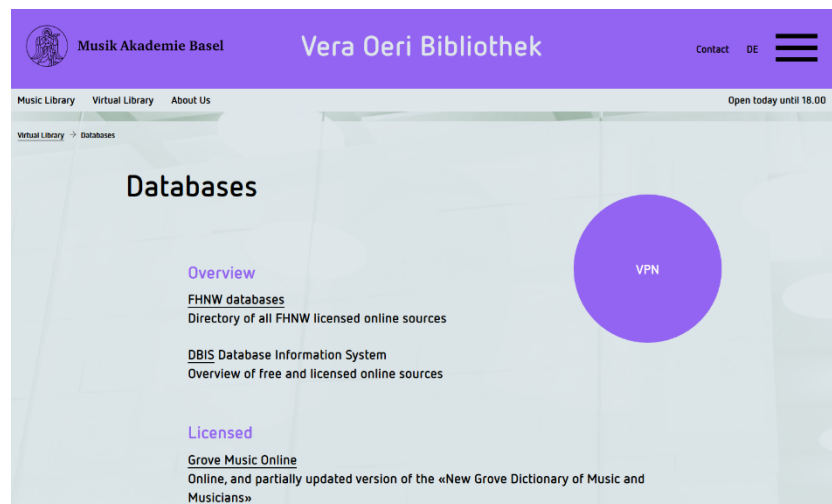 Musik Akademie Basel
Vera Oeri Bibliothek
Contact DE
Music Library Virtual Library About Us
Open today until 18.00
Virtual Library → Databases
Databases
VPN
Overview
FHNW databases
Directory of all FHNW licensed online sources
DBIS Database Information System
Overview of free and licensed online sources
Licensed
Grove Music Online
Online, and partially updated version of the «New Grove Dictionary of Music and
Musicians»